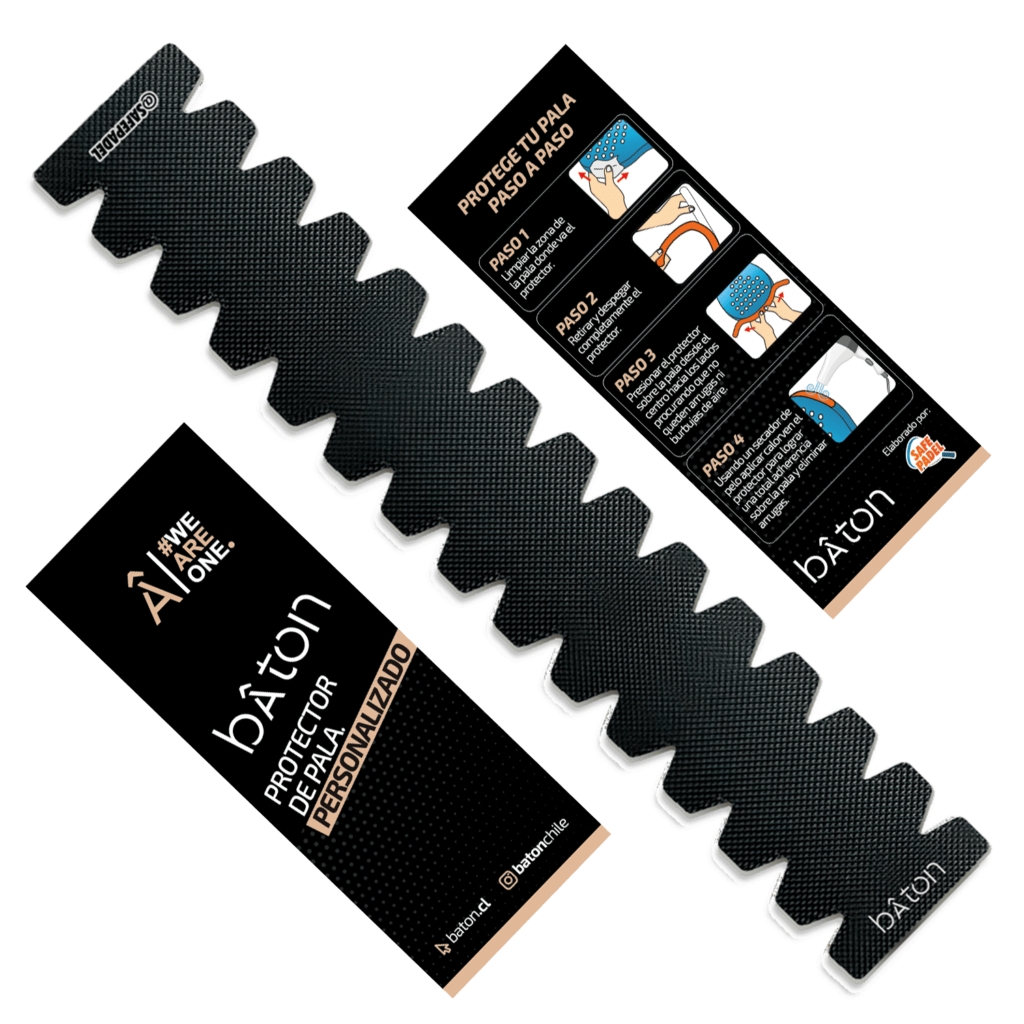 @SAFEPADEL
PROTEGE TU PALA
PASO A PASO
PASO 1
Limpiar la zona de
la pala donde va el
protector.
PASO 2
Retirar y despegar
completamente el
protector.
PASO 3
Presionar el protector
sobre la pala desde el
centro hacia los lados
procurando que no
queden arrugas ni
burbujas de aire.
PASO 4
Usando un secador de
pelo aplicar calor en el
protector para lograr
una total adherencia
sobre la pala y eliminar
arrugas.
bÂton
Elaborado por:
SAFE
PADEL
Â|
#WE
ARE
ONE.
bÂton
PROTECTOR
DE PALA.
PERSONALIZADO
baton.cl
batonchile
bÂton